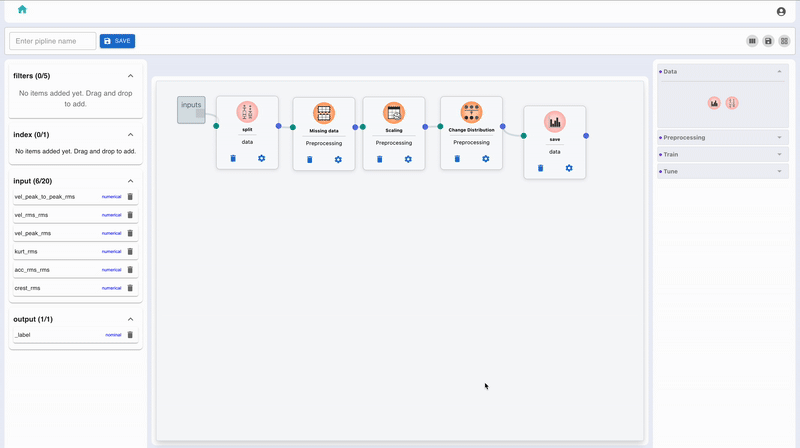 Enter pipline name
SAVE
filters (0/5)
No items added yet. Drag and drop
to add.
index (0/1)
No items added yet. Drag and drop to add.
input (6/20)
vel_peak_to_peak_rms numerical
vel_rms_rms numerical
vel_peak_rms numerical
kurt_rms numerical
acc_rms_rms numerical
crest_rms numerical
output (1/1)
_label nominal
inputs
split
data
Missing data
Preprocessing
Scaling
Preprocessing
Change Distribution
Preprocessing
save
data
Data
Preprocessing
Train
Tune